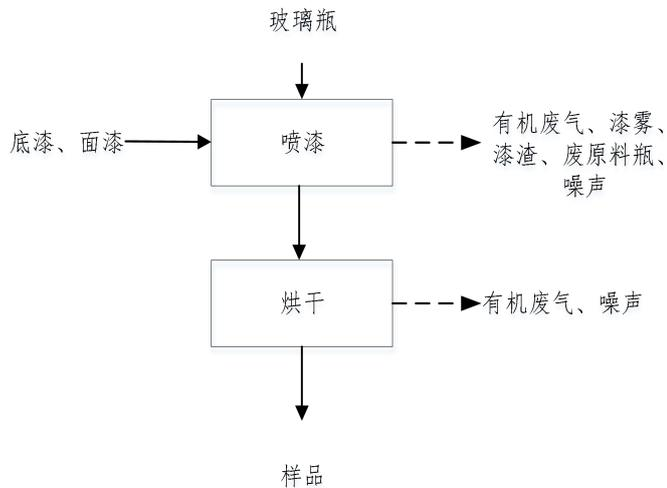 玻璃瓶
底漆、面漆
喷漆
有机废气、漆雾、
漆渣、废原料瓶、
噪声
烘干
有机废气、噪声
样品